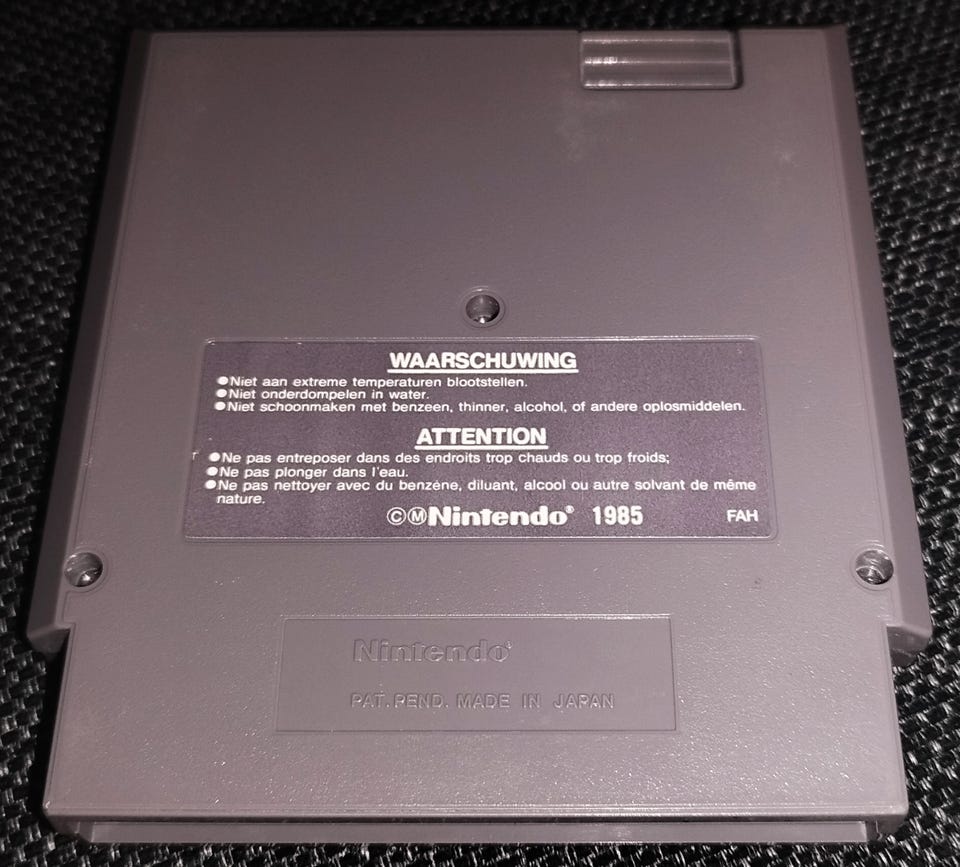 WAARSCHUWING
●Niet aan extreme temperaturen blootstellen.
●Niet onderdompelen in water.
●Niet schoonmaken met benzeen, thinner, alcohol, of andere oplosmiddelen.
ATTENTION
●Ne pas entreposer dans des endroits trop chauds ou trop froids;
●Ne pas plonger dans l'eau.
●Ne pas nettoyer avec du benzéne, diluant, alcool ou autre solvant de même
nature.
©ⓂNintendo® 1985 FAH
Nintendo®
PAT. PEND. MADE IN JAPAN